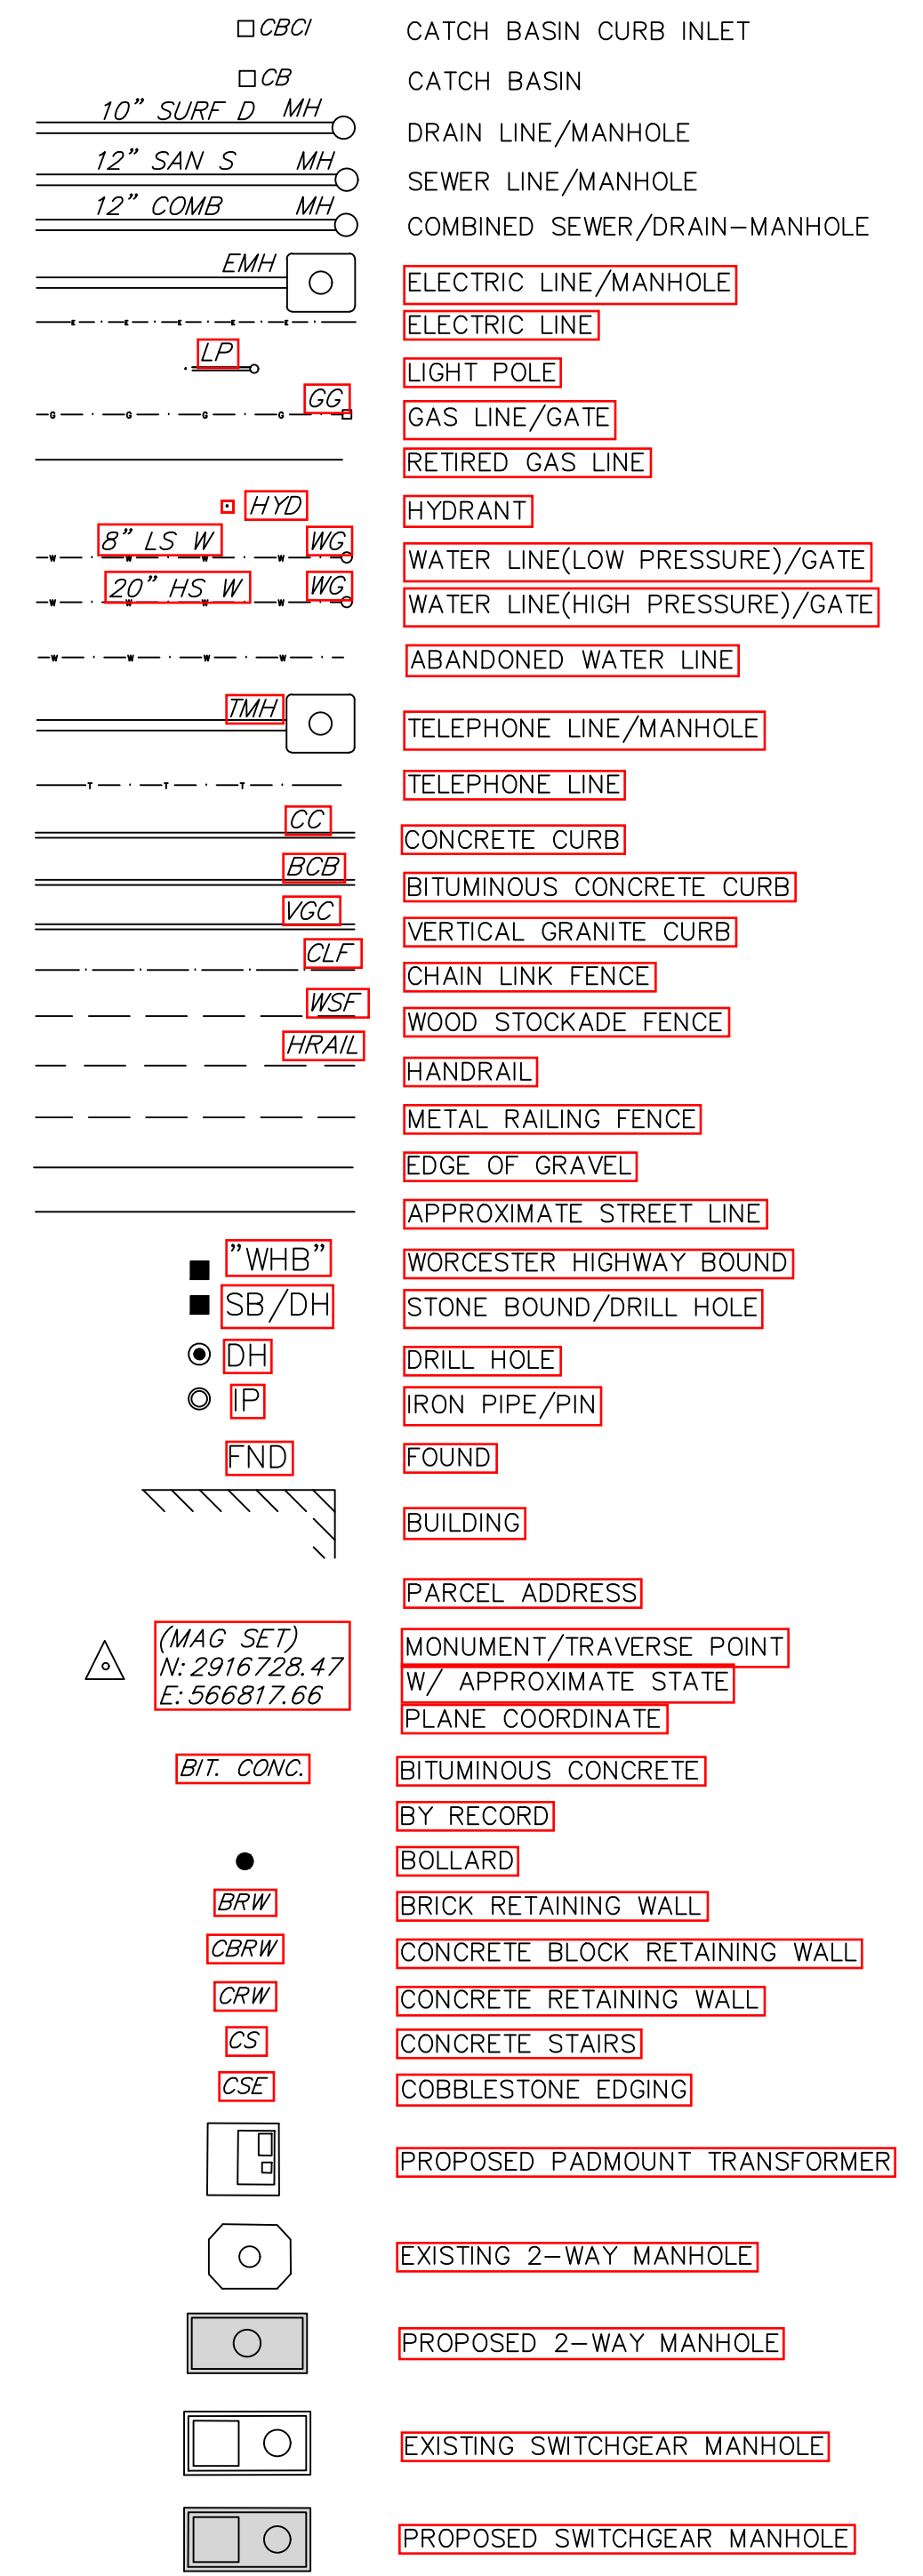 CBCI CATCH BASIN CURB INLET
CB CATCH BASIN
10” SURF D MH DRAIN LINE/MANHOLE
12” SAN S MH SEWER LINE/MANHOLE
12” COMB MH COMBINED SEWER/DRAIN-MANHOLE
EMH ELECTRIC LINE/MANHOLE
E E E E E ELECTRIC LINE
LP LIGHT POLE
GG GAS LINE/GATE
G G G G
RETIRED GAS LINE
HYD HYDRANT
8” LS W WG WATER LINE(LOW PRESSURE)/GATE
W W W W
20” HS W WG WATER LINE(HIGH PRESSURE)/GATE
W W W W
W W W W ABANDONED WATER LINE
TMH TELEPHONE LINE/MANHOLE
T T T TELEPHONE LINE
CC CONCRETE CURB
BCB BITUMINOUS CONCRETE CURB
VGC VERTICAL GRANITE CURB
CLF CHAIN LINK FENCE
WSF WOOD STOCKADE FENCE
HRAIL HANDRAIL
METAL RAILING FENCE
EDGE OF GRAVEL
APPROXIMATE STREET LINE
”WHB” WORCESTER HIGHWAY BOUND
SB/DH STONE BOUND/DRILL HOLE
DH DRILL HOLE
IP IRON PIPE/PIN
FND FOUND
BUILDING
PARCEL ADDRESS
(MAG SET) MONUMENT/TRAVERSE POINT
N: 2916728.47 W/ APPROXIMATE STATE
E: 566817.66 PLANE COORDINATE
BIT. CONC. BITUMINOUS CONCRETE
BY RECORD
BOLLARD
BRW BRICK RETAINING WALL
CBRW CONCRETE BLOCK RETAINING WALL
CRW CONCRETE RETAINING WALL
CS CONCRETE STAIRS
CSE COBBLESTONE EDGING
PROPOSED PADMOUNT TRANSFORMER
EXISTING 2-WAY MANHOLE
PROPOSED 2-WAY MANHOLE
EXISTING SWITCHGEAR MANHOLE
PROPOSED SWITCHGEAR MANHOLE